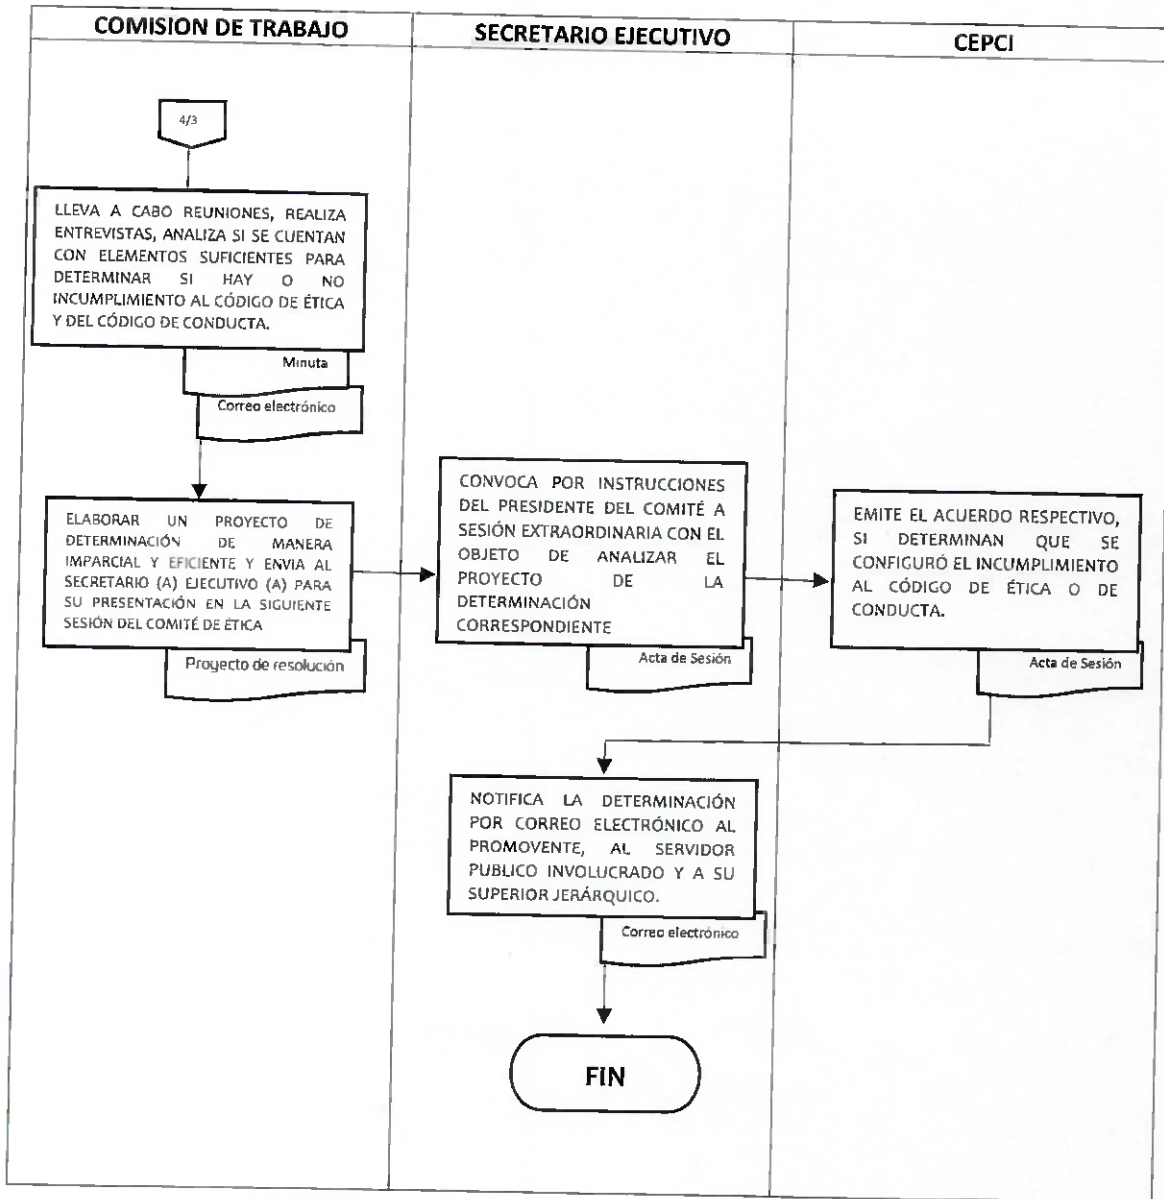 COMISION DE TRABAJO
SECRETARIO EJECUTIVO
CEPCI
4/3
LLEVA A CABO REUNIONES, REALIZA
ENTREVISTAS, ANALIZA SI SE CUENTAN
CON ELEMENTOS SUFICIENTES PARA
DETERMINAR SI HAY O NO
INCUMPLIMIENTO AL CÓDIGO DE ÉTICA
Y DEL CÓDIGO DE CONDUCTA.
Minuta
Correo electrónico
ELABORAR UN PROYECTO DE
DETERMINACIÓN DE MANERA
IMPARCIAL Y EFICIENTE Y ENVIA AL
SECRETARIO (A) EJECUTIVO (A) PARA
SU PRESENTACIÓN EN LA SIGUIENTE
SESIÓN DEL COMITÉ DE ÉTICA
Proyecto de resolución
CONVOCA POR INSTRUCCIONES
DEL PRESIDENTE DEL COMITÉ A
SESIÓN EXTRAORDINARIA CON EL
OBJETO DE ANALIZAR EL
PROYECTO DE LA
DETERMINACIÓN
CORRESPONDIENTE
Acta de Sesión
EMITE EL ACUERDO RESPECTIVO,
SI DETERMINAN QUE SE
CONFIGURÓ EL INCUMPLIMIENTO
AL CÓDIGO DE ÉTICA O DE
CONDUCTA.
Acta de Sesión
NOTIFICA LA DETERMINACIÓN
POR CORREO ELECTRÓNICO AL
PROMOVENTE, AL SERVIDOR
PUBLICO INVOLUCRADO Y A SU
SUPERIOR JERÁRQUICO.
Correo electrónico
FIN